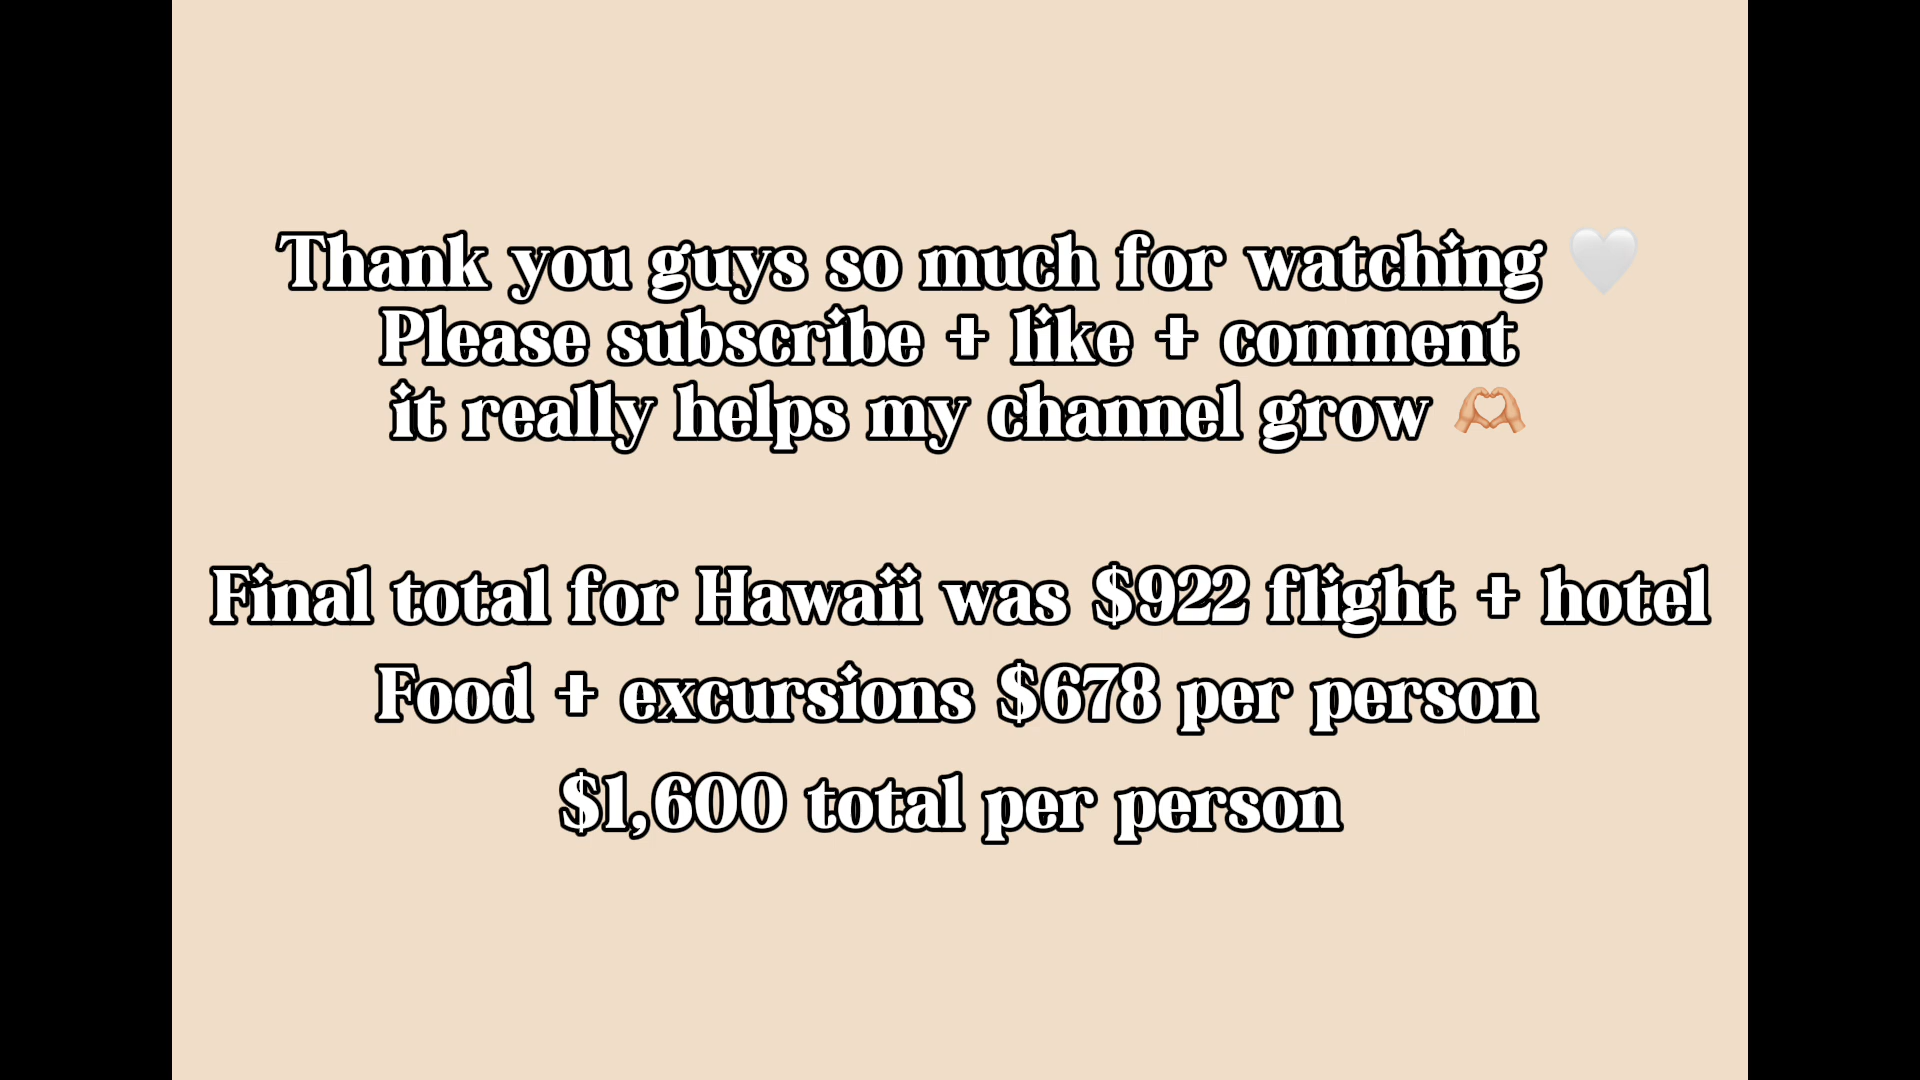 Thank you guys so much for watching 🤍
Please subscribe + like + comment
it really helps my channel grow 🫶🏼
Final total for Hawaii was $922 flight + hotel
Food + excursions $678 per person
$1,600 total per person